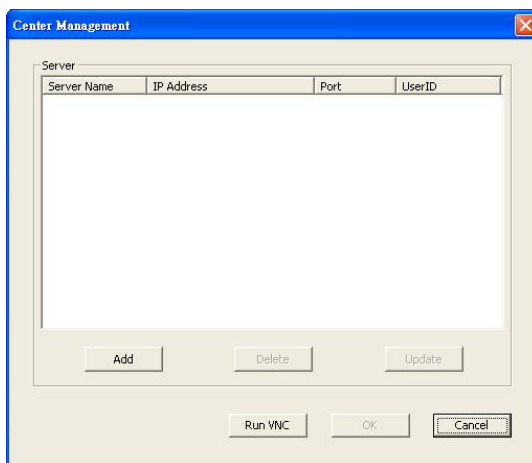 Center Management
Server
Server Name IP Address Port UserID
Add Delete Update
Run VNC OK Cancel